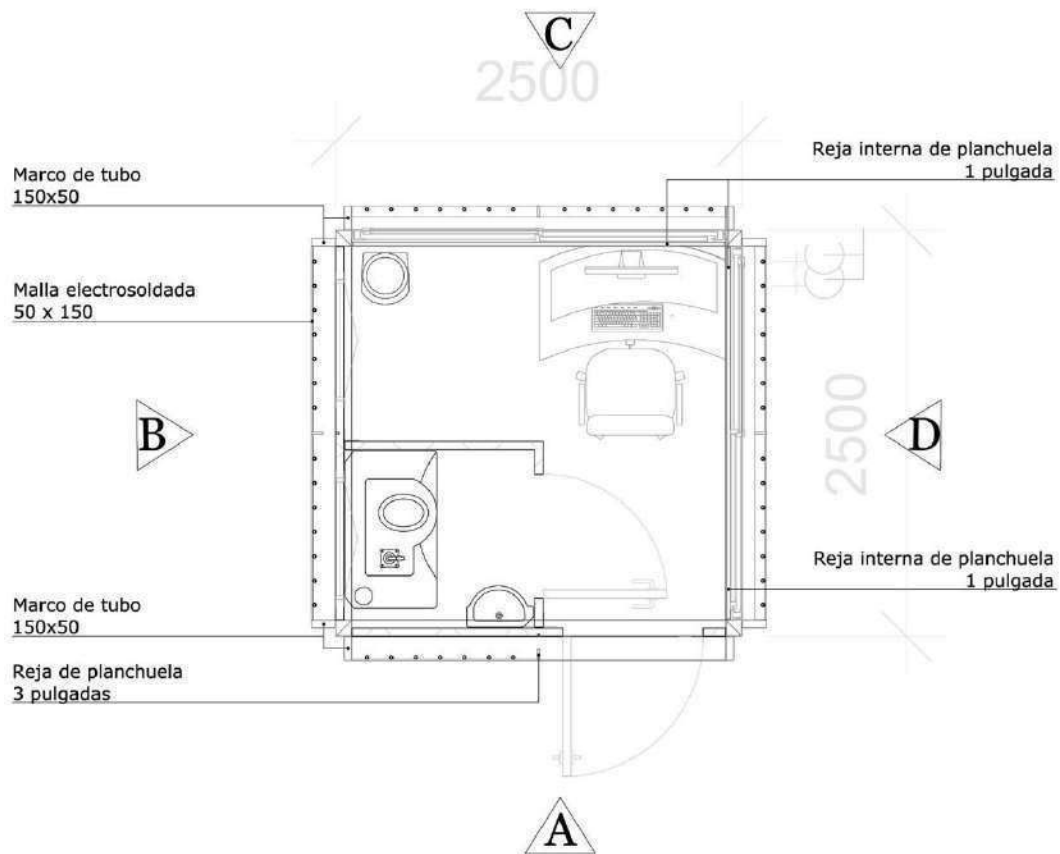 C
2500
Reja interna de planchuela
1 pulgada
Marco de tubo
150x50
Malla electrosoldada
50 x 150
B
D
2500
Reja interna de planchuela
1 pulgada
Marco de tubo
150x50
Reja de planchuela
3 pulgadas
A